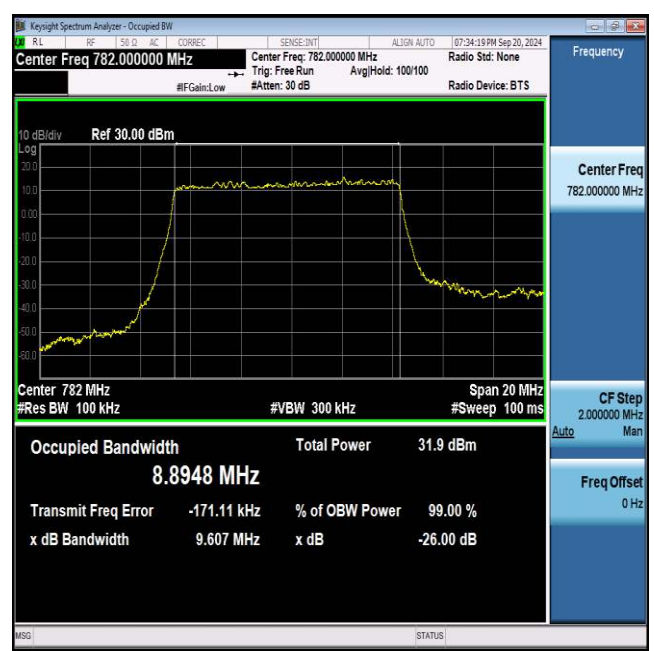 Keysight Spectrum Analyzer - Occupied BW
RL RF 50 Ω AC CORREC SENSE:INT ALIGN AUTO 07:34:19 PM Sep 20, 2024
Center Freq 782.000000 MHz
Center Freq: 782.000000 MHz
Radio Std: None
Trig: Free Run Avg|Hold: 100/100
#IFGain:Low #Atten: 30 dB Radio Device: BTS
10 dB/div Ref 30.00 dBm
Log
20.0
10.0
0.00
-10.0
-20.0
-30.0
-40.0
-50.0
-60.0
Center 782 MHz Span 20 MHz
#Res BW 100 kHz #VBW 300 kHz #Sweep 100 ms
Occupied Bandwidth Total Power 31.9 dBm
8.8948 MHz
Transmit Freq Error -171.11 kHz % of OBW Power 99.00 %
x dB Bandwidth 9.607 MHz x dB -26.00 dB
MSG STATUS
Frequency
Center Freq
782.000000 MHz
CF Step
2.000000 MHz
Auto Man
Freq Offset
0 Hz